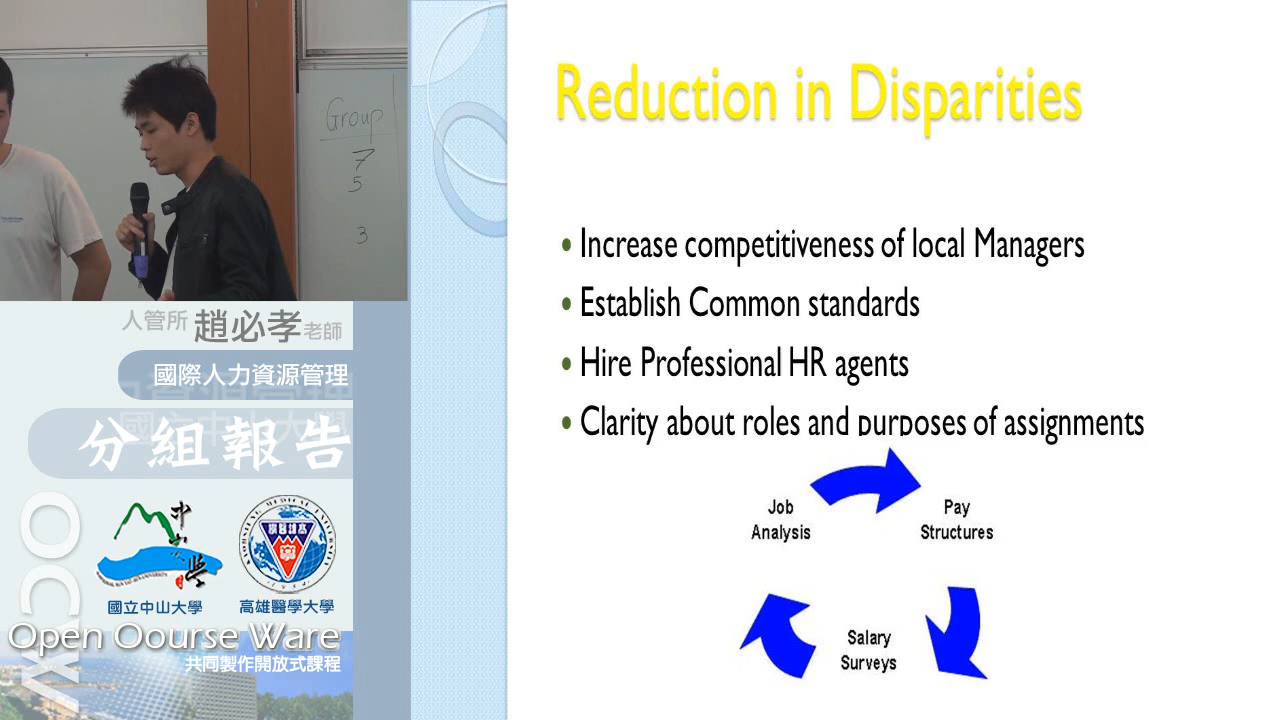 Group
7
5
3
人管所 趙必孝 老師
國際人力資源管理
分組報告
OCW
國立中山大學
高雄醫學大學
Open Oourse Ware
共同製作開放式課程
Reduction in Disparities
• Increase competitiveness of local Managers
• Establish Common standards
• Hire Professional HR agents
• Clarity about roles and purposes of assignments
Job
Analysis
Pay
Structures
Salary
Surveys